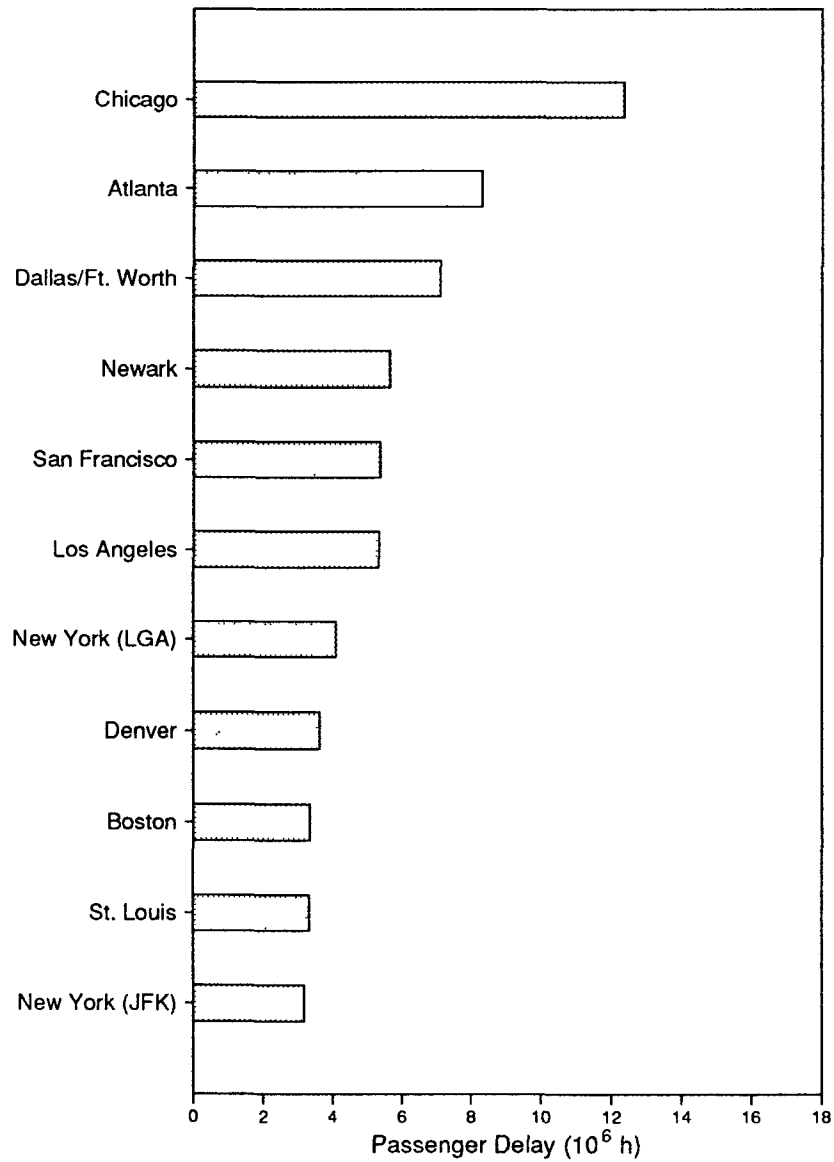 Chicago
Atlanta
Dallas/Ft. Worth
Newark
San Francisco
Los Angeles
New York (LGA)
Denver
Boston
St. Louis
New York (JFK)
0 2 4 6 8 10 12 14 16 18
Passenger Delay (10⁶ h)